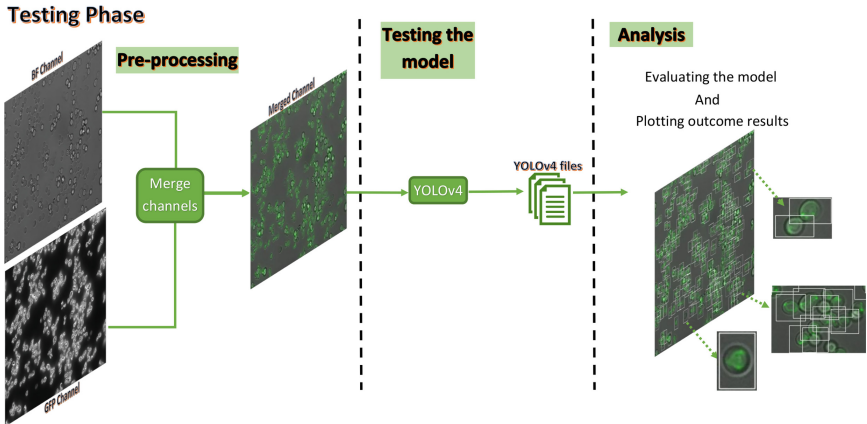 Testing Phase
BF Channel
Pre-processing
Merge
channels
GFP Channel
Merged Channel
Testing the
model
YOLOv4
YOLOv4 files
Analysis
Evaluating the model
And
Plotting outcome results